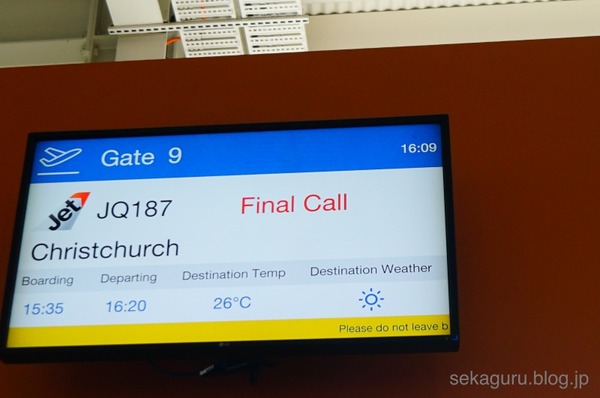 Gate 9
16:09
Jet
JQ187
Final Call
Christchurch
Boarding Departing Destination Temp Destination Weather
15:35 16:20 26°C
Please do not leave b
LG
sekaguru.blog.jp